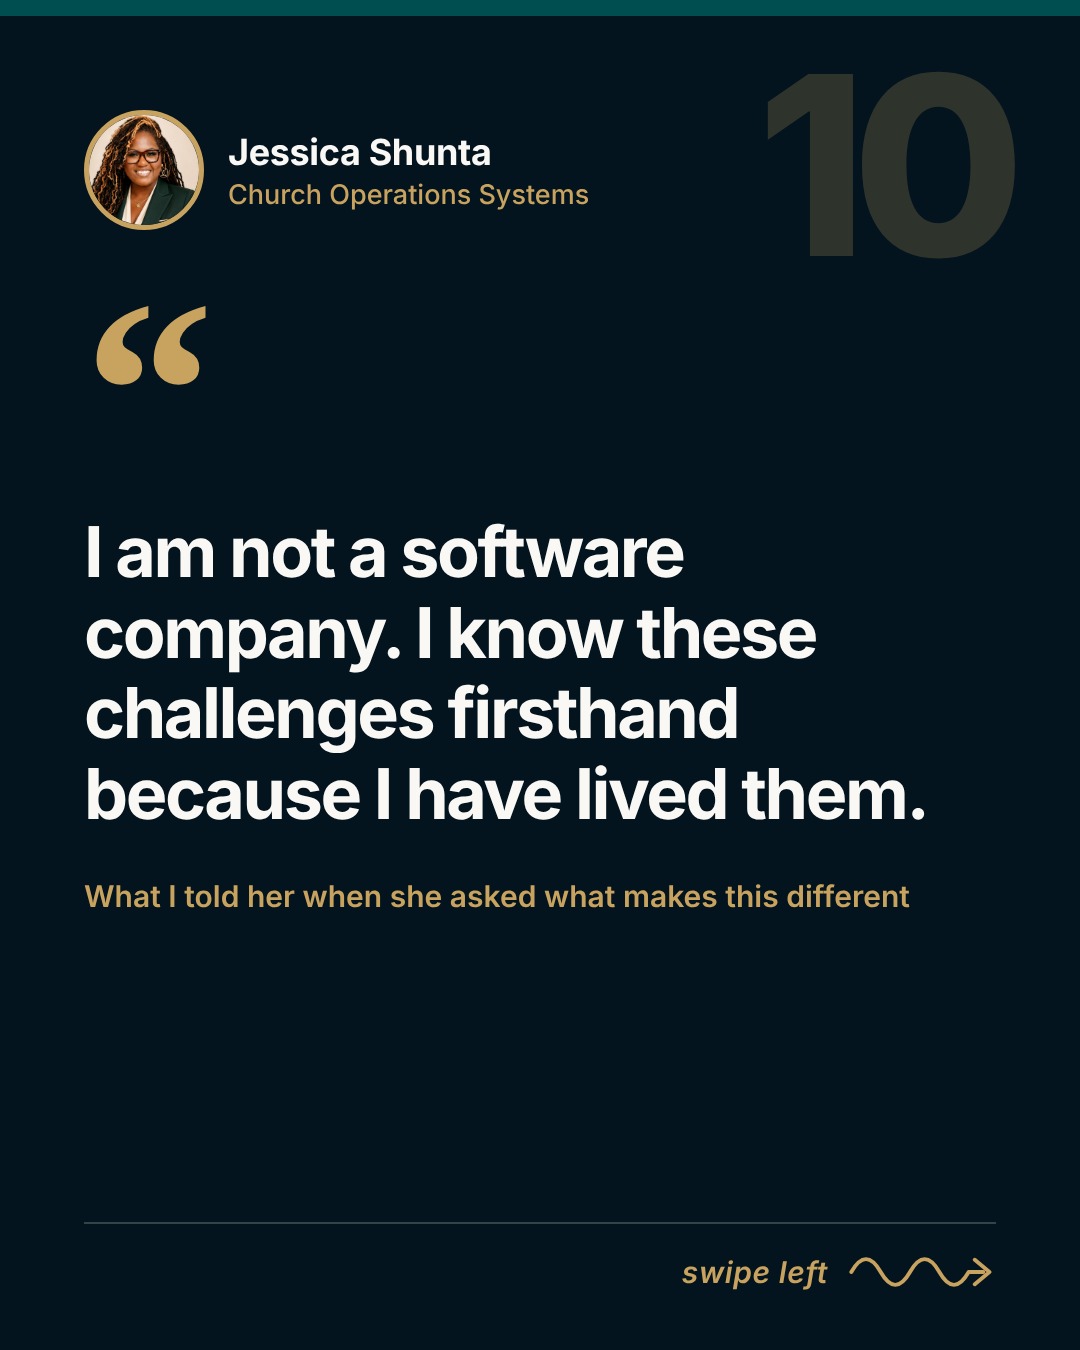 Jessica Shunta
Church Operations Systems
10
“
I am not a software
company. I know these
challenges firsthand
because I have lived them.
What I told her when she asked what makes this different
swipe left